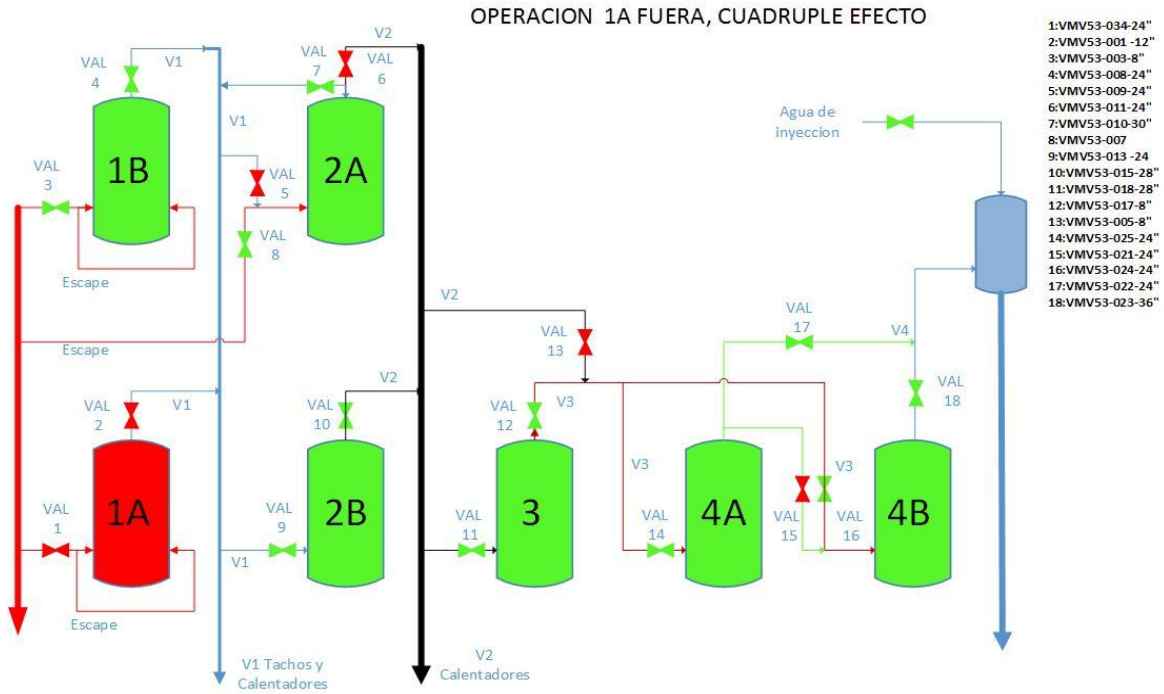 OPERACION 1A FUERA, CUADRUPLE EFECTO
1:VMV53-034-24"
2:VMV53-001 -12"
3:VMV53-003-8"
4:VMV53-008-24"
5:VMV53-009-24"
6:VMV53-011-24"
7:VMV53-010-30"
8:VMV53-007
9:VMV53-013 -24
10:VMV53-015-28"
11:VMV53-018-28"
12:VMV53-017-8"
13:VMV53-005-8"
14:VMV53-025-24"
15:VMV53-021-24"
16:VMV53-024-24"
17:VMV53-022-24"
18:VMV53-023-36"
VAL
4
V1
VAL
7
VAL
6
V2
Agua de
inyeccion
V1
1B
2A
VAL
3
VAL
5
VAL
8
Escape
Escape
V2
VAL
13
VAL
17
V4
VAL
2
V1
VAL
10
V2
VAL
12
V3
VAL
18
V3
V3
1A
2B
3
4A
4B
VAL
1
VAL
9
V1
VAL
11
VAL
14
VAL
15
VAL
16
Escape
V1 Tachos y
Calentadores
V2
Calentadores